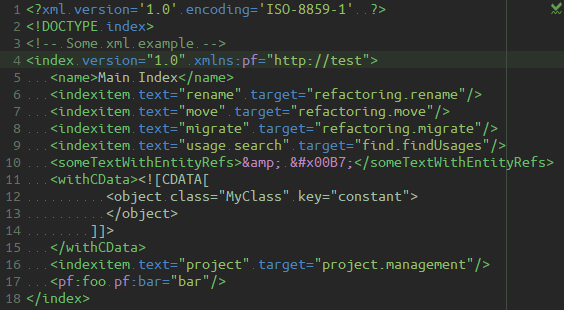 1 <?xml version='1.0' encoding='ISO-8859-1'  ?>
2 <!DOCTYPE index>
3 <!-- Some xml example -->
4 <index version="1.0" xmlns:pf="http://test">
5     <name>Main Index</name>
6     <indexitem text="rename" target="refactoring.rename"/>
7     <indexitem text="move" target="refactoring.move"/>
8     <indexitem text="migrate" target="refactoring.migrate"/>
9     <indexitem text="usage search" target="find.findUsages"/>
10     <someTextWithEntityRefs>&amp; &#x00B7;</someTextWithEntityRefs>
11     <withCData><![CDATA[
12           <object class="MyClass" key="constant">
13           </object>
14         ]]>
15     </withCData>
16     <indexitem text="project" target="project.management"/>
17     <pf:foo pf:bar="bar"/>
18 </index>